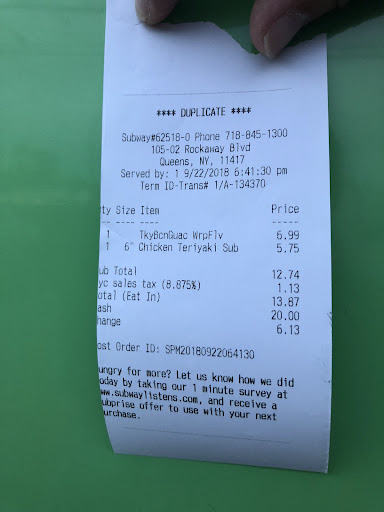 **** DUPLICATE ****
Subway#62518-0 Phone 718-845-1300
105-02 Rockaway Blvd
Queens, NY, 11417
Served by: 1 9/22/2018 6:41:30 pm
Term ID-Trans# 1/A-134370
ty Size Item Price
--- ---- ---- -----
1 TkyBcnGuac WrpFlv 6.99
1 6" Chicken Teriyaki Sub 5.75
ub Total 12.74
yc sales tax (8.875%) 1.13
otal (Eat In) 13.87
ash 20.00
hange 6.13
ost Order ID: SPM20180922064130
ungry for more? Let us know how we did
oday by taking our 1 minute survey at
ww.subwaylistens.com, and receive a
ubprise offer to use with your next
urchase.